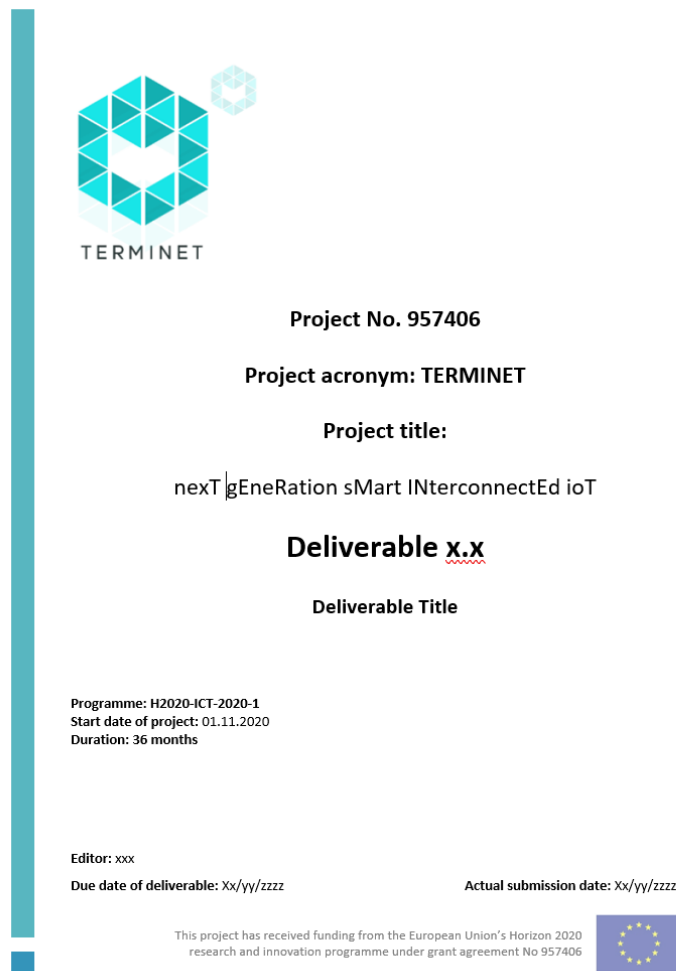 TERMINET
Project No. 957406
Project acronym: TERMINET
Project title:
nexT gEneRation sMart INterconnectEd ioT
Deliverable x.x
Deliverable Title
Programme: H2020-ICT-2020-1
Start date of project: 01.11.2020
Duration: 36 months
Editor: xxx
Due date of deliverable: Xx/yy/zzzz Actual submission date: Xx/yy/zzzz
This project has received funding from the European Union’s Horizon 2020
research and innovation programme under grant agreement No 957406